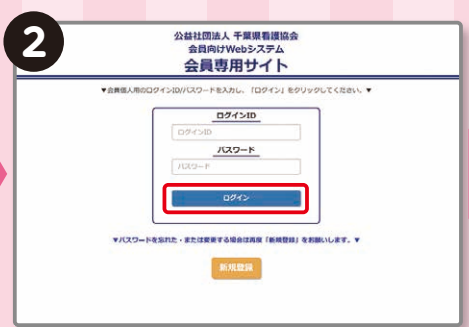 2
公益社団法人 千葉県看護協会
会員向けWebシステム
会員専用サイト
▼会員個人用のログインID/パスワードを入力し、「ログイン」をクリックしてください。▼
ログインID
ログインID
パスワード
パスワード
ログイン
▼パスワードを忘れた・または変更する場合は再度「新規登録」をお願いします。▼
新規登録